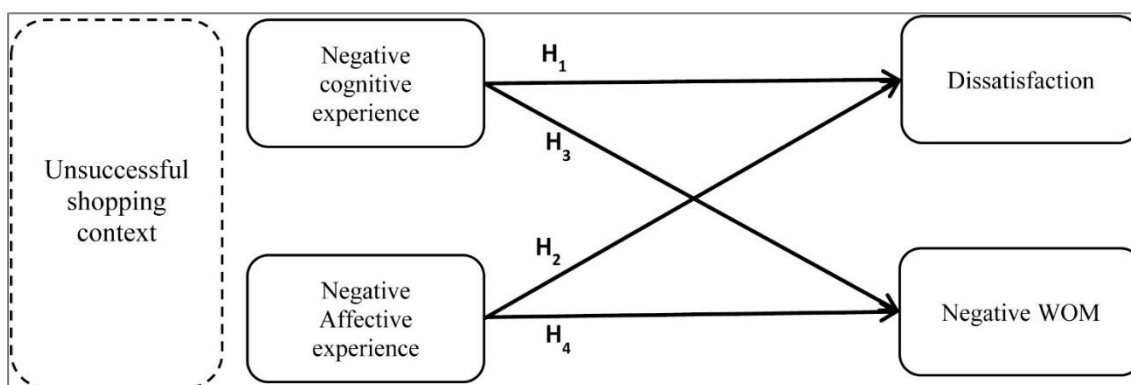 Unsuccessful
shopping
context
Negative
cognitive
experience
H1
H3
Dissatisfaction
Negative
Affective
experience
H2
H4
Negative WOM